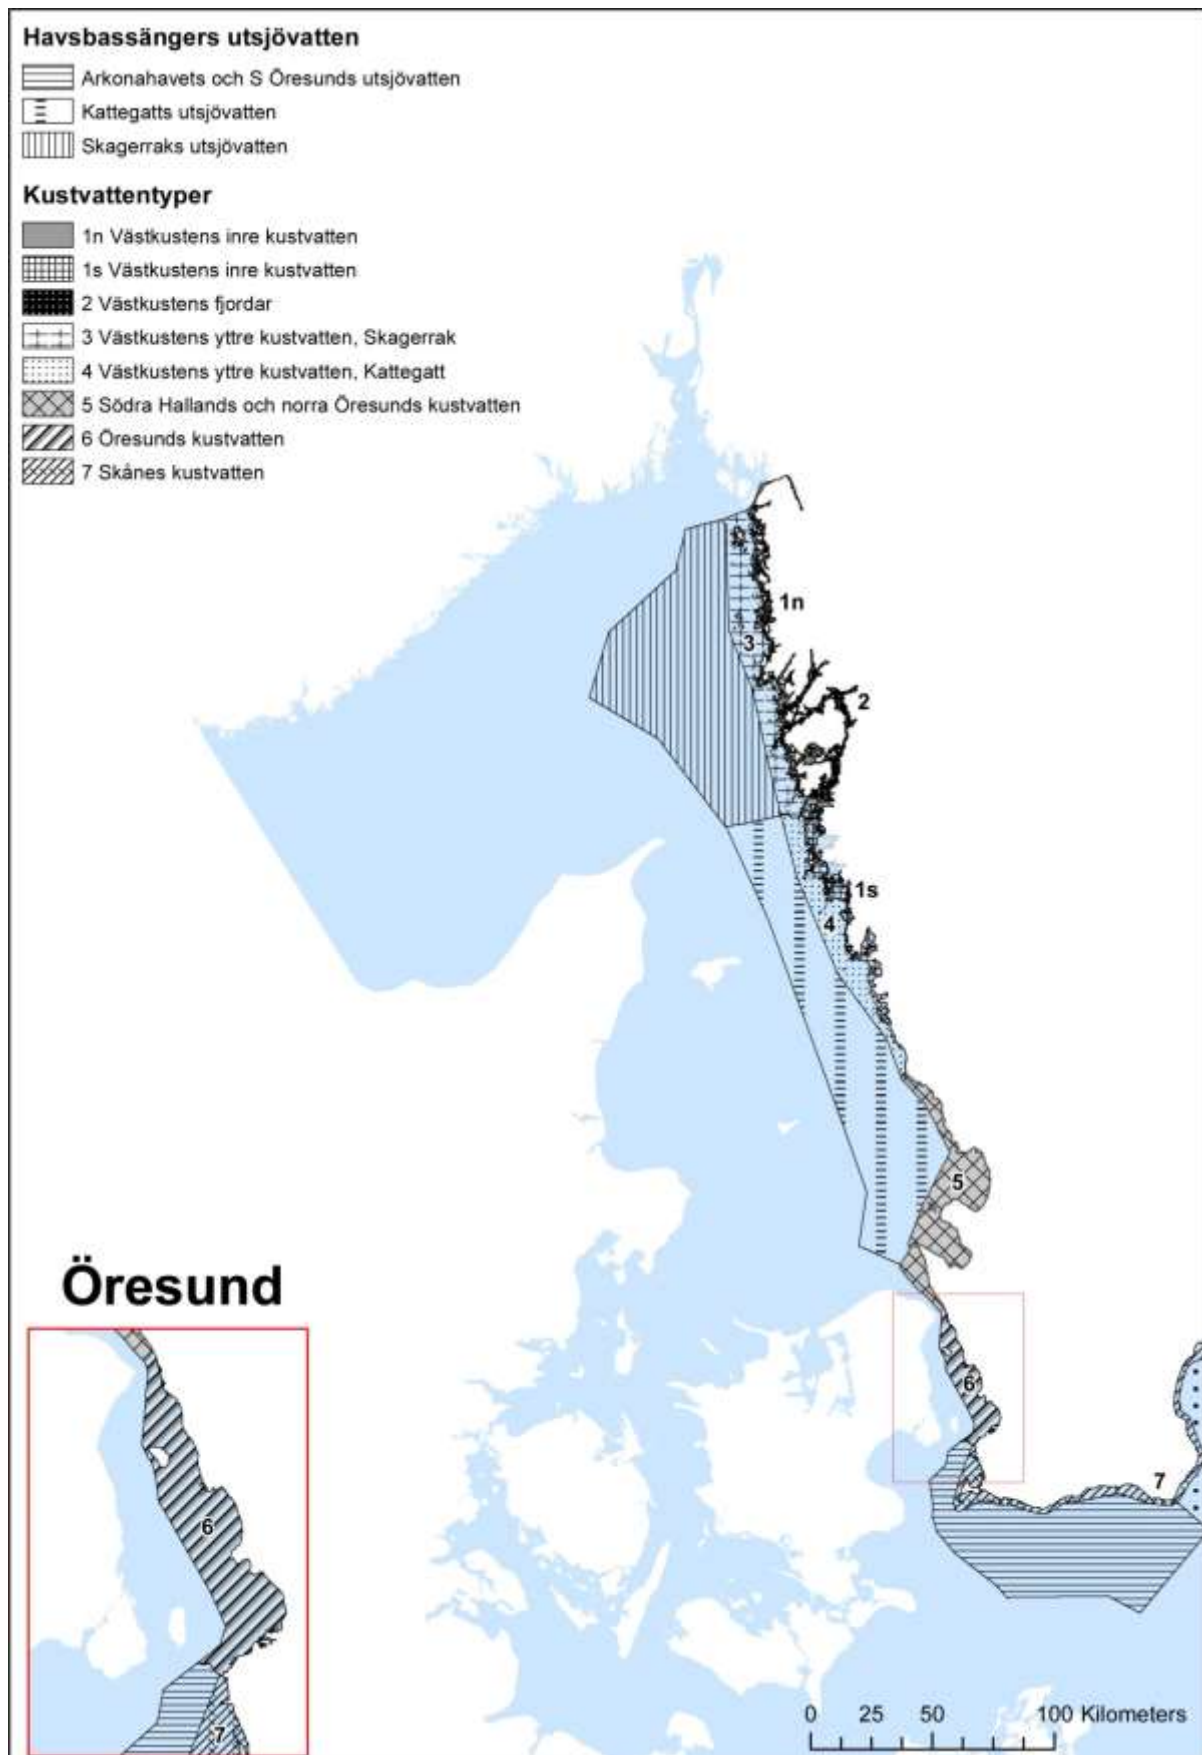 Havsbassängers utsjövatten
Arkonahavets och S Öresunds utsjövatten
Kattegatts utsjövatten
Skagerraks utsjövatten
Kustvattentyper
1n Västkustens inre kustvatten
1s Västkustens inre kustvatten
2 Västkustens fjordar
3 Västkustens yttre kustvatten, Skagerrak
4 Västkustens yttre kustvatten, Kattegatt
5 Södra Hallands och norra Öresunds kustvatten
6 Öresunds kustvatten
7 Skånes kustvatten
1n
3
2
1s
4
5
Öresund
6
7
6
7
0 25 50 100 Kilometers